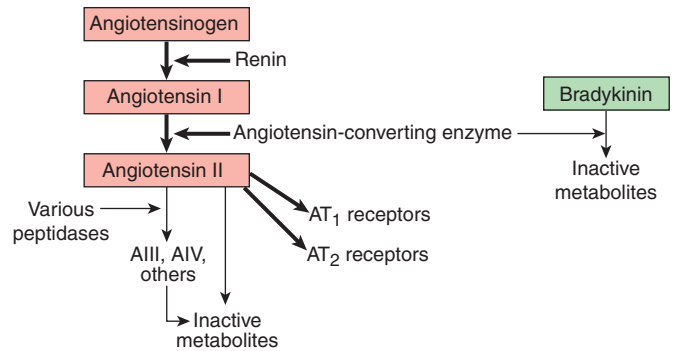 Angiotensinogen
Renin
Angiotensin I
Bradykinin
Angiotensin-converting enzyme
Inactive
metabolites
Angiotensin II
Various
peptidases
AT1 receptors
AT2 receptors
AIII, AIV,
others
Inactive
metabolites